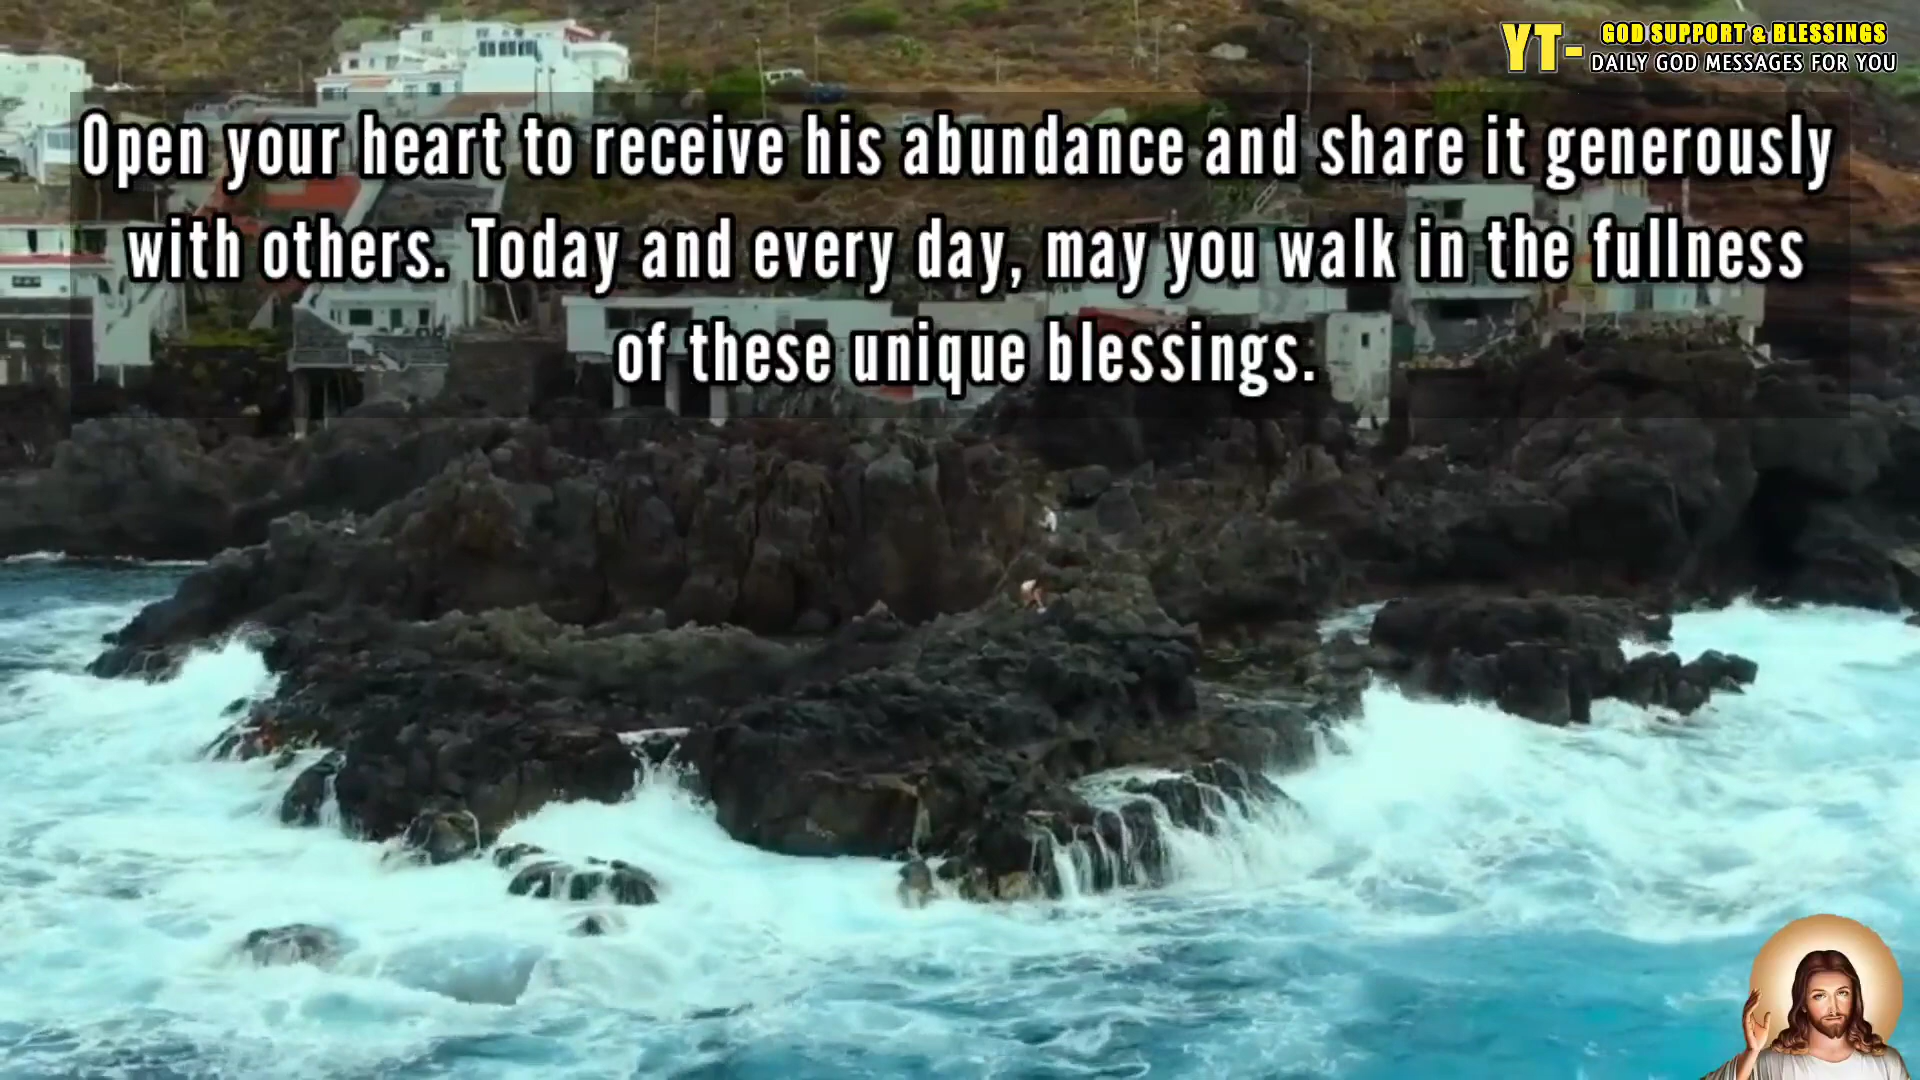 YT- GOD SUPPORT & BLESSINGS
DAILY GOD MESSAGES FOR YOU
Open your heart to receive his abundance and share it generously
with others. Today and every day, may you walk in the fullness
of these unique blessings.